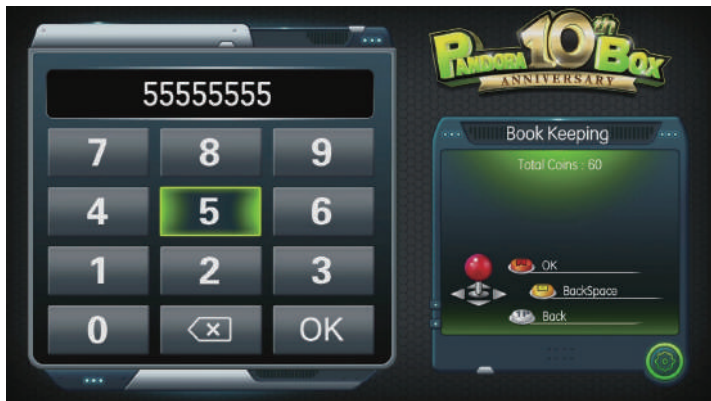 55555555
7 8 9
4 5 6
1 2 3
0 OK
PANDORA 10th BOX
ANNIVERSARY
Book Keeping
Total Coins : 60
OK
BackSpace
Back